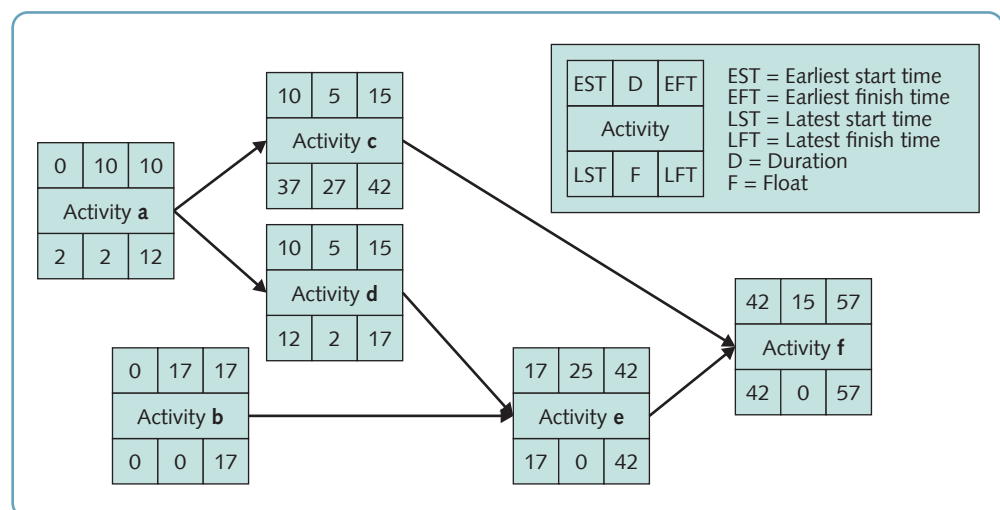 10 5 15
Activity c
37 27 42
0 10 10
Activity a
2 2 12
10 5 15
Activity d
12 2 17
0 17 17
Activity b
0 0 17
17 25 42
Activity e
17 0 42
42 15 57
Activity f
42 0 57
EST D EFT
Activity
LST F LFT
EST = Earliest start time
EFT = Earliest finish time
LST = Latest start time
LFT = Latest finish time
D = Duration
F = Float